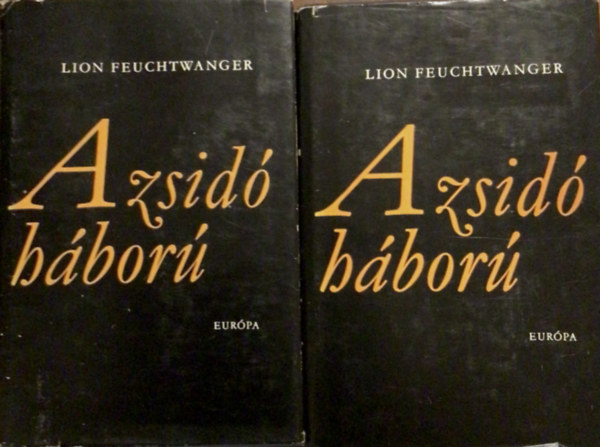 LION FEUCHTWANGER
A zsidó
háború
EURÓPA
LION FEUCHTWANGER
A zsidó
háború
EURÓPA